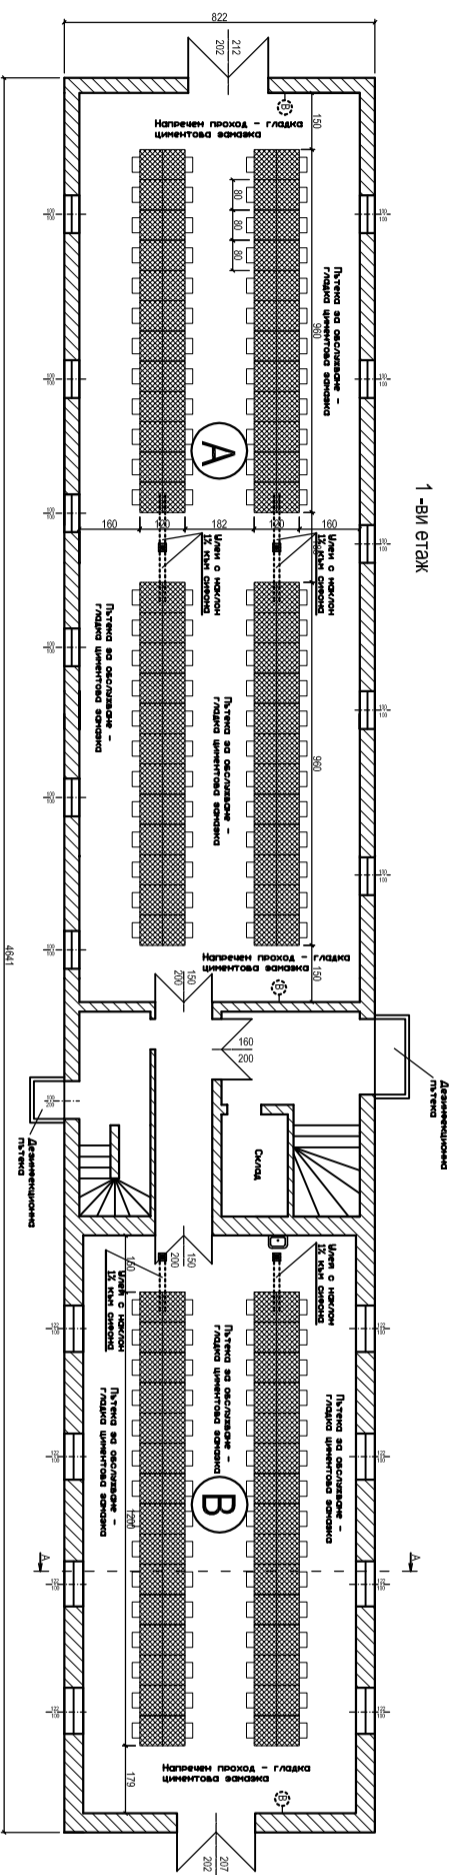 1 -ви етаж
822
4641
212
202
B
150
Напречен проход - гладка
циментова замазка
80
80
80
960
Пътека за обслужване -
гладка циментова замазка
A
160
182
160
Улеи с наклон
1% към сифона
Улеи с наклон
1% към сифона
Пътека за обслужване -
гладка циментова замазка
Пътека за обслужване -
гладка циментова замазка
960
Напречен проход - гладка
циментова замазка
150
B
150
200
160
200
Дезинфекционна
пътека
Дезинфекционна
пътека
Склад
150
200
150
Улей с наклон
1% към сифона
Улей с наклон
1% към сифона
Пътека за обслужване -
гладка циментова замазка
Пътека за обслужване -
гладка циментова замазка
Пътека за обслужване -
гладка циментова замазка
B
1200
A
A
179
Напречен проход - гладка
циментова замазка
B
207
202